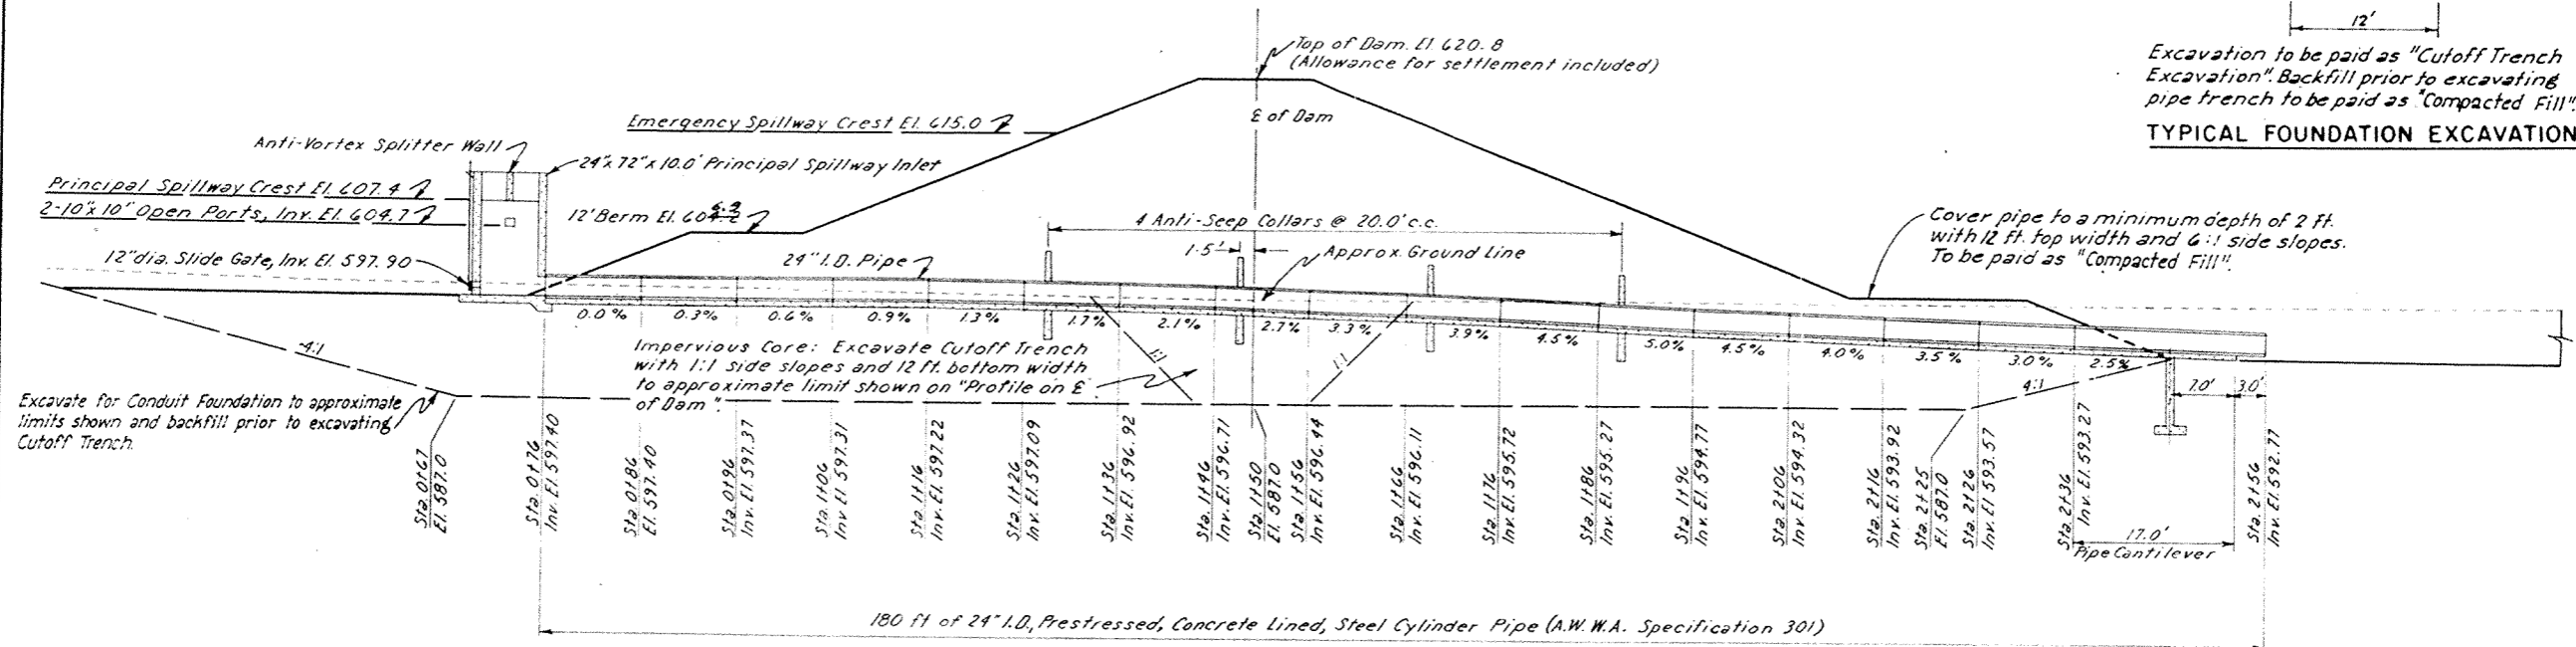 12'
Excavation to be paid as "Cutoff Trench
Excavation". Backfill prior to excavating
pipe trench to be paid as "Compacted Fill".
TYPICAL FOUNDATION EXCAVATION
Top of Dam. El. 620.8
(Allowance for settlement included)
Emergency Spillway Crest El. 615.0
℄ of Dam
Anti-Vortex Splitter Wall
24"x 72"x 10.0' Principal Spillway Inlet
Principal Spillway Crest El. 607.4
2-10"x 10" Open Ports, Inv. El. 604.7
12' Berm El. 60
4 Anti-Seep Collars @ 20.0' c.c.
Cover pipe to a minimum depth of 2 ft.
with 12 ft. top width and 6:1 side slopes.
To be paid as "Compacted Fill".
12" dia. Slide Gate, Inv. El. 597.90
24" I.D. Pipe
1.5'
Approx. Ground Line
0.0%
0.3%
0.6%
0.9%
1.3%
1.7%
2.1%
2.7%
3.3%
3.9%
4.5%
5.0%
4.5%
4.0%
3.5%
3.0%
2.5%
4:1
1:1
1:1
4:1
7.0'
3.0'
Impervious Core: Excavate Cutoff Trench
with 1:1 side slopes and 12 ft. bottom width
to approximate limit shown on "Profile on ℄
of Dam".
Excavate for Conduit Foundation to approximate
limits shown and backfill prior to excavating
Cutoff Trench.
Sta. 0+67
El. 587.0
Sta. 0+76
Inv. El. 597.40
Sta. 0+86
El. 597.40
Sta. 0+96
Inv. El. 597.37
Sta. 1+06
Inv El 597.31
Sta. 1+16
Inv. El. 597.22
Sta. 1+26
Inv. El. 597.09
Sta. 1+36
Inv. El. 596.92
Sta. 1+46
Inv. El. 596.71
Sta. 1+50
El. 587.0
Sta. 1+56
Inv. El. 596.44
Sta. 1+66
Inv. El. 596.11
Sta. 1+76
Inv. El. 595.72
Sta. 1+86
Inv. El. 595.27
Sta. 1+96
Inv. El. 594.77
Sta. 2+06
Inv. El. 594.32
Sta. 2+16
Inv. El. 593.92
Sta. 2+25
El. 587.0
Sta. 2+26
Inv. El 593.57
Sta. 2+36
Inv. El. 593.27
17.0'
Pipe Cantilever
Sta. 2+56
Inv. El. 592.77
180 ft of 24" I.D., Prestressed, Concrete Lined, Steel Cylinder Pipe (A.W.W.A. Specification 301)